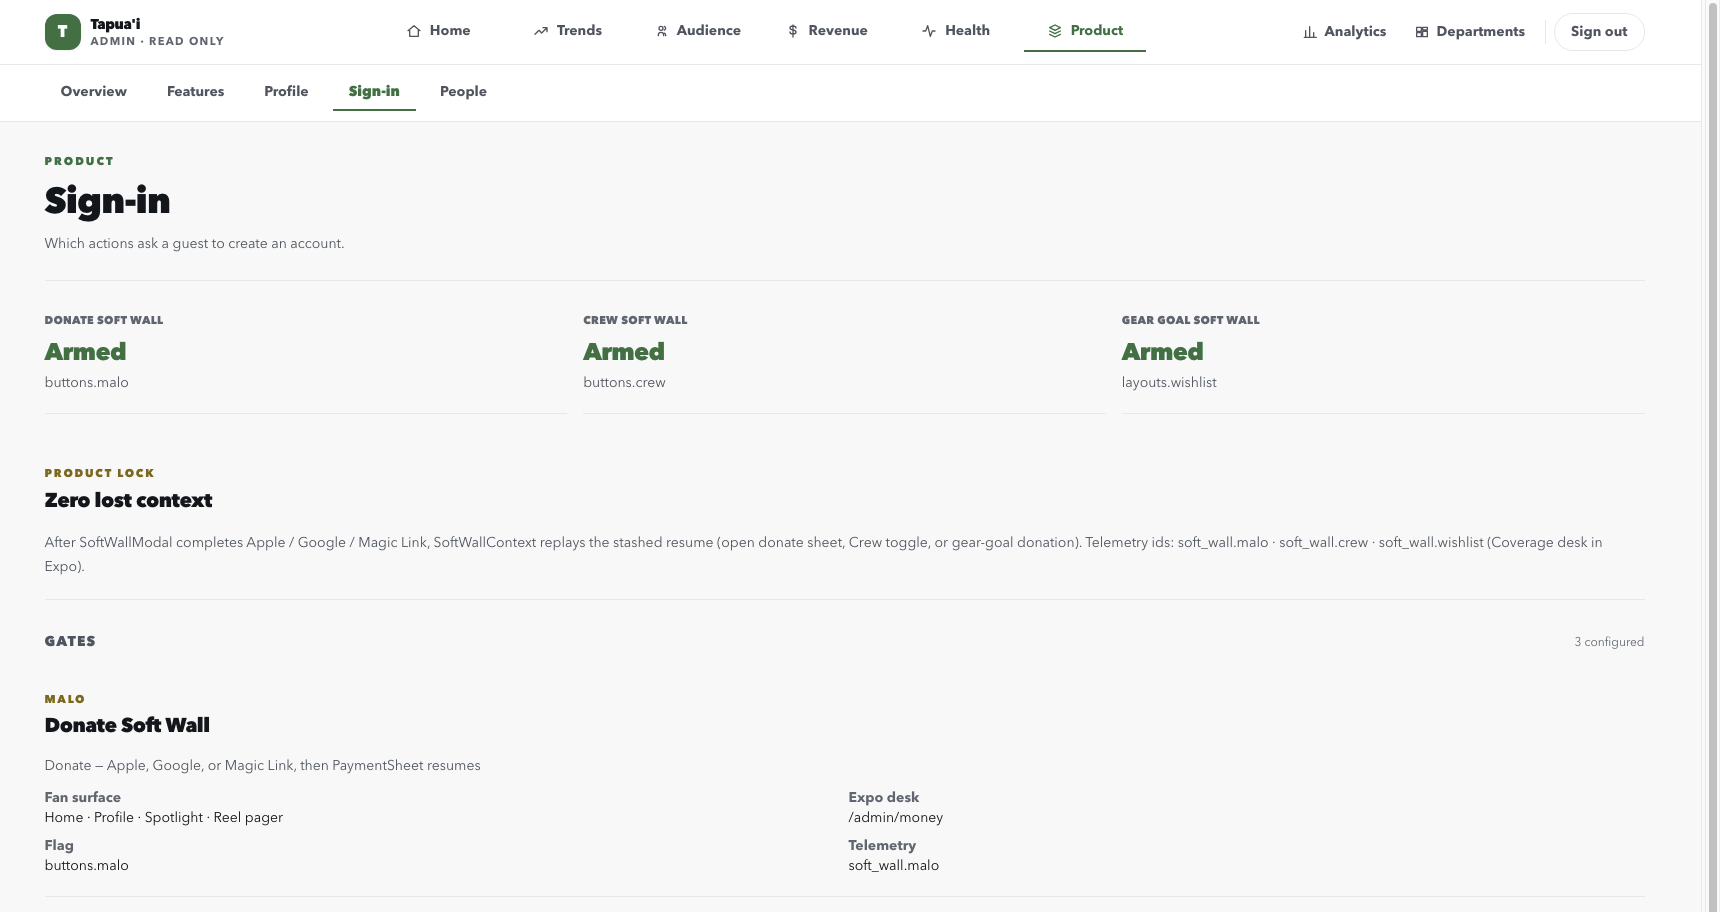 T
Tapua'i
ADMIN · READ ONLY
Home
Trends
Audience
Revenue
Health
Product
Analytics
Departments
Sign out
Overview
Features
Profile
Sign-in
People
PRODUCT
Sign-in
Which actions ask a guest to create an account.
DONATE SOFT WALL
Armed
buttons.malo
CREW SOFT WALL
Armed
buttons.crew
GEAR GOAL SOFT WALL
Armed
layouts.wishlist
PRODUCT LOCK
Zero lost context
After SoftWallModal completes Apple / Google / Magic Link, SoftWallContext replays the stashed resume (open donate sheet, Crew toggle, or gear-goal donation). Telemetry ids: soft_wall.malo · soft_wall.crew · soft_wall.wishlist (Coverage desk in
Expo).
GATES
3 configured
MALO
Donate Soft Wall
Donate – Apple, Google, or Magic Link, then PaymentSheet resumes
Fan surface
Home · Profile · Spotlight · Reel pager
Expo desk
/admin/money
Flag
buttons.malo
Telemetry
soft_wall.malo